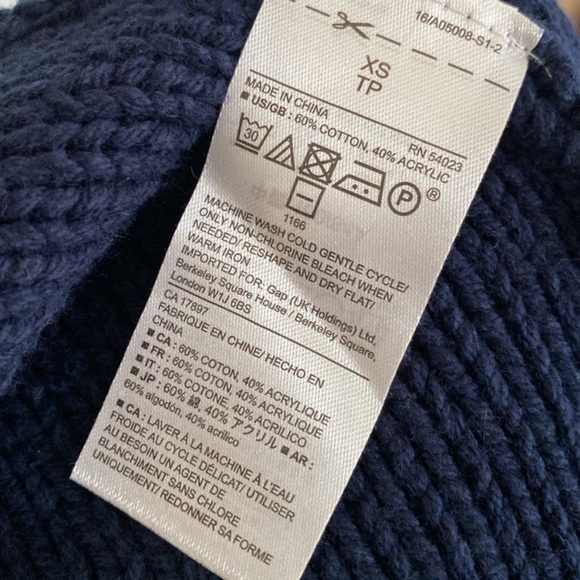 16/A05008-S1-2
XS
TP
MADE IN CHINA
RN 54023
■ US/GB : 60% COTTON, 40% ACRYLIC
30
P
®
1166
MACHINE WASH COLD GENTLE CYCLE/
ONLY NON-CHLORINE BLEACH WHEN
NEEDED/ RESHAPE AND DRY FLAT/
WARM IRON
IMPORTED FOR: Gap (UK Holdings) Ltd,
Berkeley Square House / Berkeley Square,
London W1J 6BS
CA 17897
FABRIQUÉ EN CHINE/ HECHO EN
CHINA
■ CA : 60% COTON, 40% ACRYLIQUE
■ FR : 60% COTON, 40% ACRYLIQUE
■ IT : 60% COTONE, 40% ACRILICO
■ JP : 60% 綿, 40% アクリル ■ AR :
60% algodón, 40% acrílico
■ CA : LAVER À LA MACHINE À L'EAU
FROIDE AU CYCLE DÉLICAT/ UTILISER
AU BESOIN UN AGENT DE
BLANCHIMENT SANS CHLORE
UNIQUEMENT/ REDONNER SA FORME